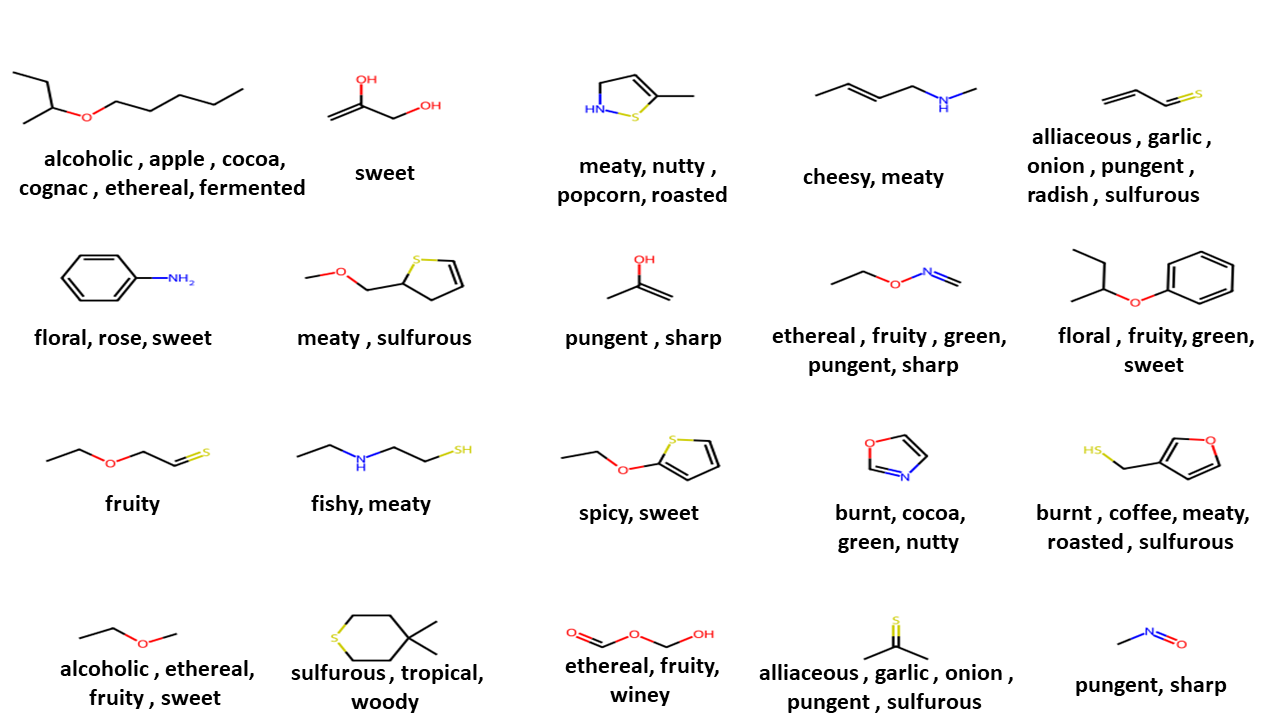 OH
OH
HN
S
N
H
S
O
alcoholic , apple , cocoa,
cognac , ethereal, fermented
sweet
meaty, nutty ,
popcorn, roasted
cheesy, meaty
alliaceous , garlic ,
onion , pungent ,
radish , sulfurous
NH2
O
S
OH
O
N
O
floral, rose, sweet
meaty , sulfurous
pungent , sharp
ethereal , fruity , green,
pungent, sharp
floral , fruity, green,
sweet
O
S
N
H
SH
O
S
O
N
HS
O
fruity
fishy, meaty
spicy, sweet
burnt, cocoa,
green, nutty
burnt , coffee, meaty,
roasted , sulfurous
O
S
O
O
OH
S
N
O
alcoholic , ethereal,
fruity , sweet
sulfurous , tropical,
woody
ethereal, fruity,
winey
alliaceous , garlic , onion ,
pungent , sulfurous
pungent, sharp